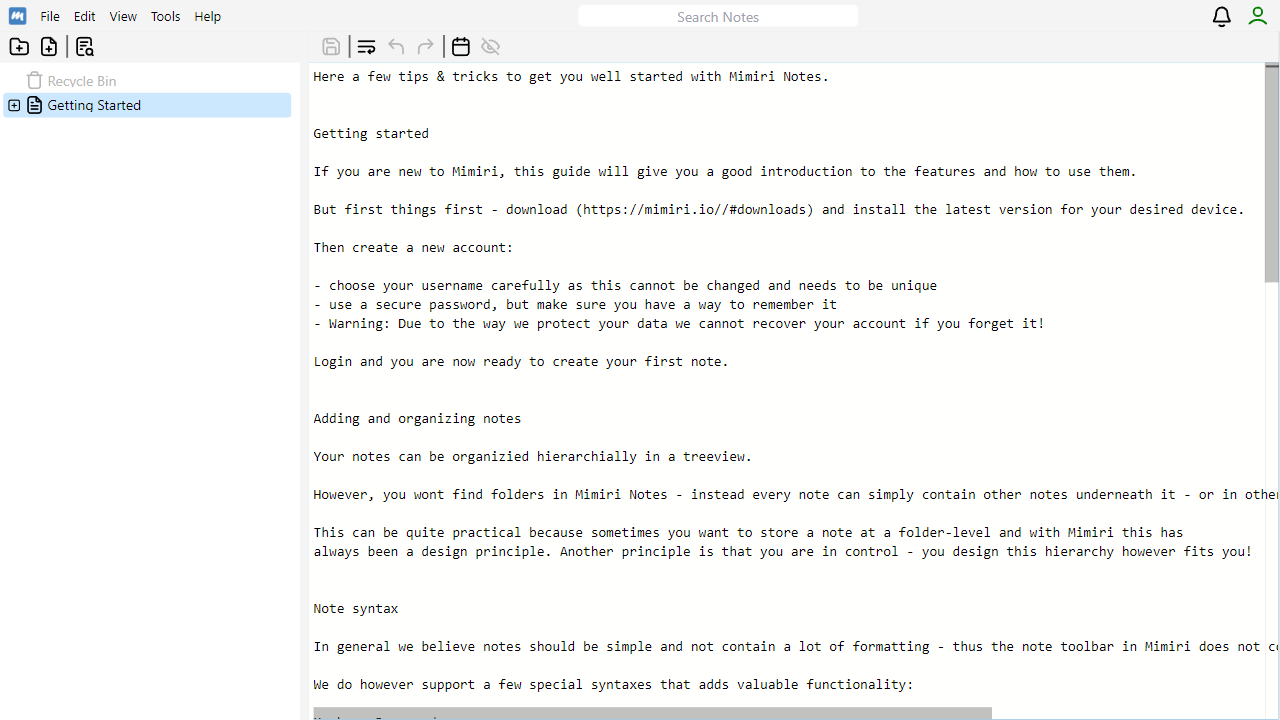 File Edit View Tools Help
Search Notes
Recycle Bin
Getting Started
Here a few tips & tricks to get you well started with Mimiri Notes.
Getting started
If you are new to Mimiri, this guide will give you a good introduction to the features and how to use them.
But first things first - download (https://mimiri.io//#downloads) and install the latest version for your desired device.
Then create a new account:
- choose your username carefully as this cannot be changed and needs to be unique
- use a secure password, but make sure you have a way to remember it
- Warning: Due to the way we protect your data we cannot recover your account if you forget it!
Login and you are now ready to create your first note.
Adding and organizing notes
Your notes can be organizied hierarchially in a treeview.
However, you wont find folders in Mimiri Notes - instead every note can simply contain other notes underneath it - or in other
This can be quite practical because sometimes you want to store a note at a folder-level and with Mimiri this has
always been a design principle. Another principle is that you are in control - you design this hierarchy however fits you!
Note syntax
In general we believe notes should be simple and not contain a lot of formatting - thus the note toolbar in Mimiri does not
We do however support a few special syntaxes that adds valuable functionality: